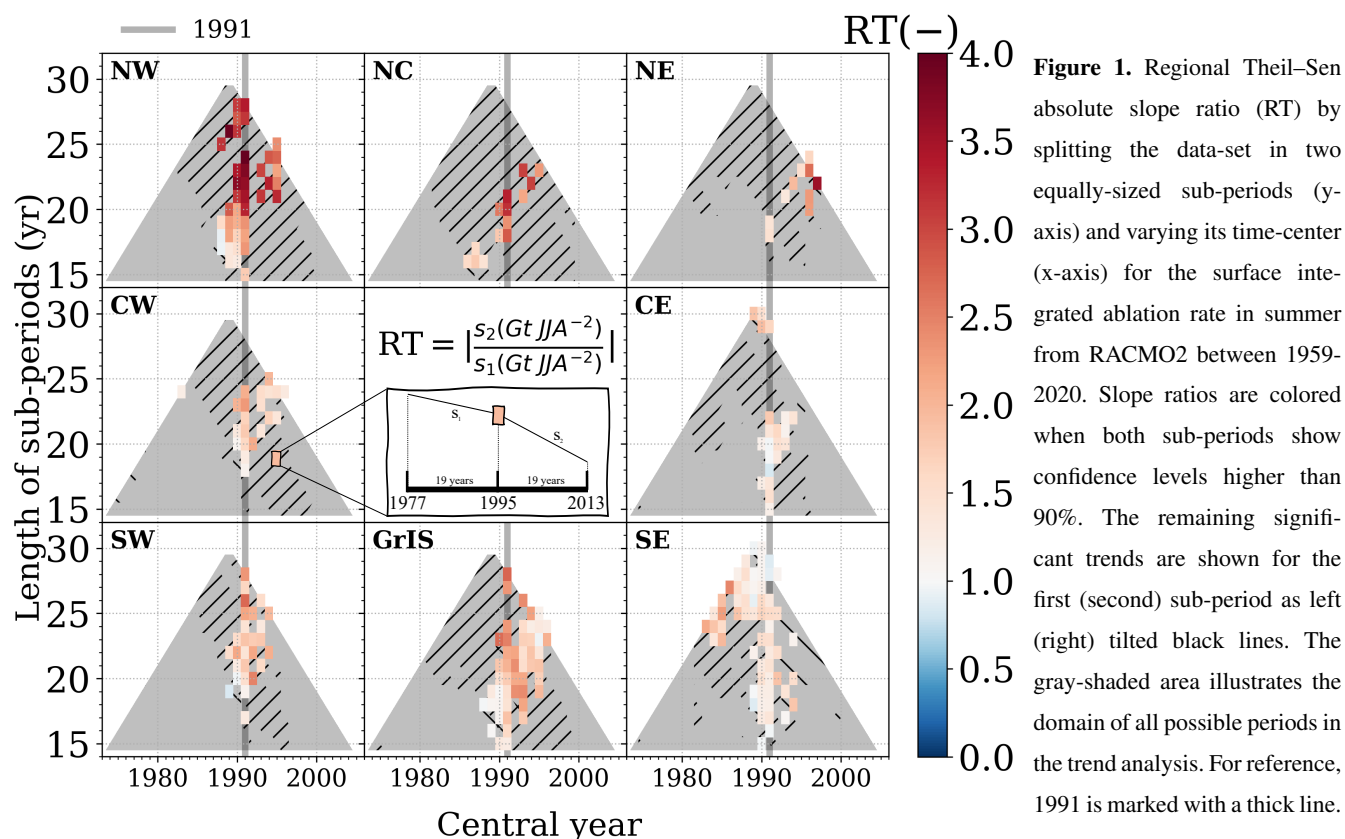 1991
RT(−)
NW
NC
NE
30
25
20
15
CW
RT = |s₂(Gt JJA⁻²)
s₁(Gt JJA⁻²)|
S₁
S₂
19 years
19 years
1977
1995
2013
CE
30
25
20
15
SW
GrIS
SE
30
25
20
15
1980
1990
2000
1980
1990
2000
1980
1990
2000
Length of sub-periods (yr)
Central year
4.0
3.5
3.0
2.5
2.0
1.5
1.0
0.5
0.0
Figure 1. Regional Theil–Sen
absolute slope ratio (RT) by
splitting the data-set in two
equally-sized sub-periods (y-
axis) and varying its time-center
(x-axis) for the surface inte-
grated ablation rate in summer
from RACMO2 between 1959-
2020. Slope ratios are colored
when both sub-periods show
confidence levels higher than
90%. The remaining signifi-
cant trends are shown for the
first (second) sub-period as left
(right) tilted black lines. The
gray-shaded area illustrates the
domain of all possible periods in
the trend analysis. For reference,
1991 is marked with a thick line.